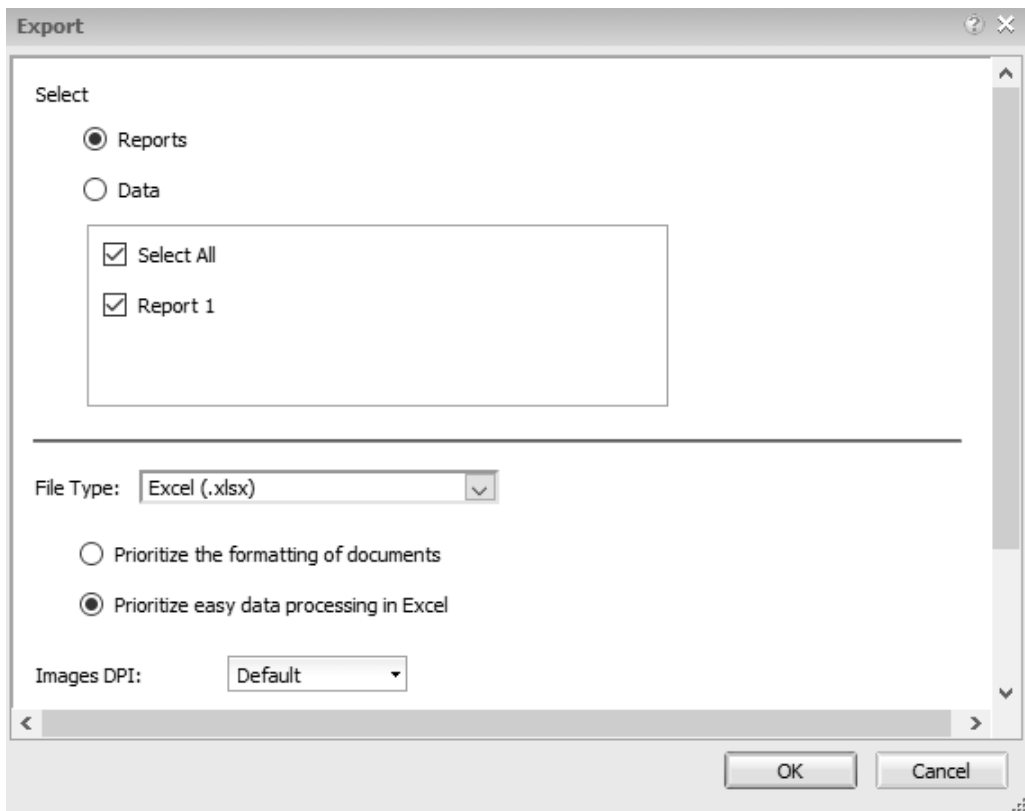 Export
Select
Reports
Data
Select All
Report 1
File Type: Excel (.xlsx)
Prioritize the formatting of documents
Prioritize easy data processing in Excel
Images DPI: Default
OK Cancel